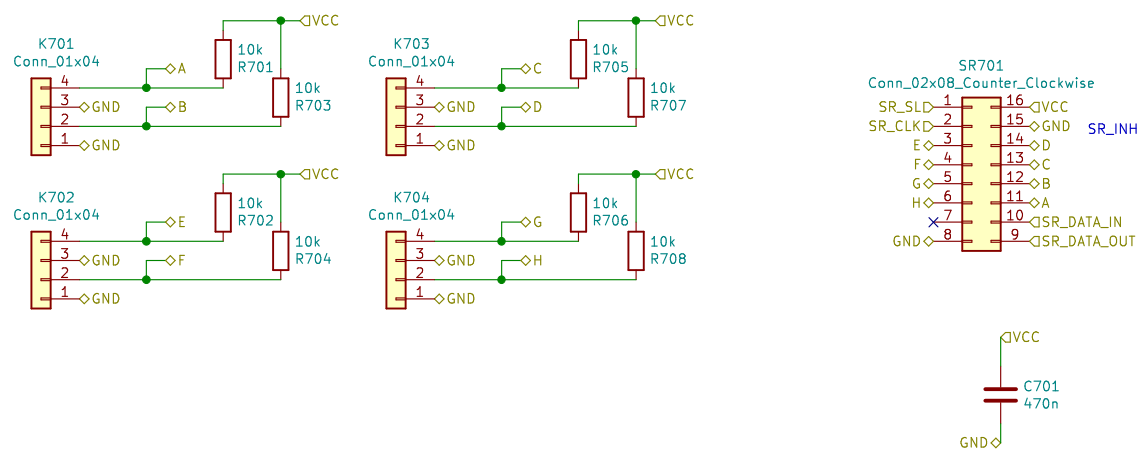 K701
Conn_01x04
4
3
2
1
A
GND
B
GND
10k
R701
VCC
10k
R703
K703
Conn_01x04
4
3
2
1
C
GND
D
GND
10k
R705
VCC
10k
R707
K702
Conn_01x04
4
3
2
1
E
GND
F
GND
10k
R702
VCC
10k
R704
K704
Conn_01x04
4
3
2
1
G
GND
H
GND
10k
R706
VCC
10k
R708
SR701
Conn_02x08_Counter_Clockwise
SR_SL 1 16 VCC
SR_CLK 2 15 GND
SR_INH
E 3 14 D
F 4 13 C
G 5 12 B
H 6 11 A
7 10 SR_DATA_IN
GND 8 9 SR_DATA_OUT
VCC
C701
470n
GND